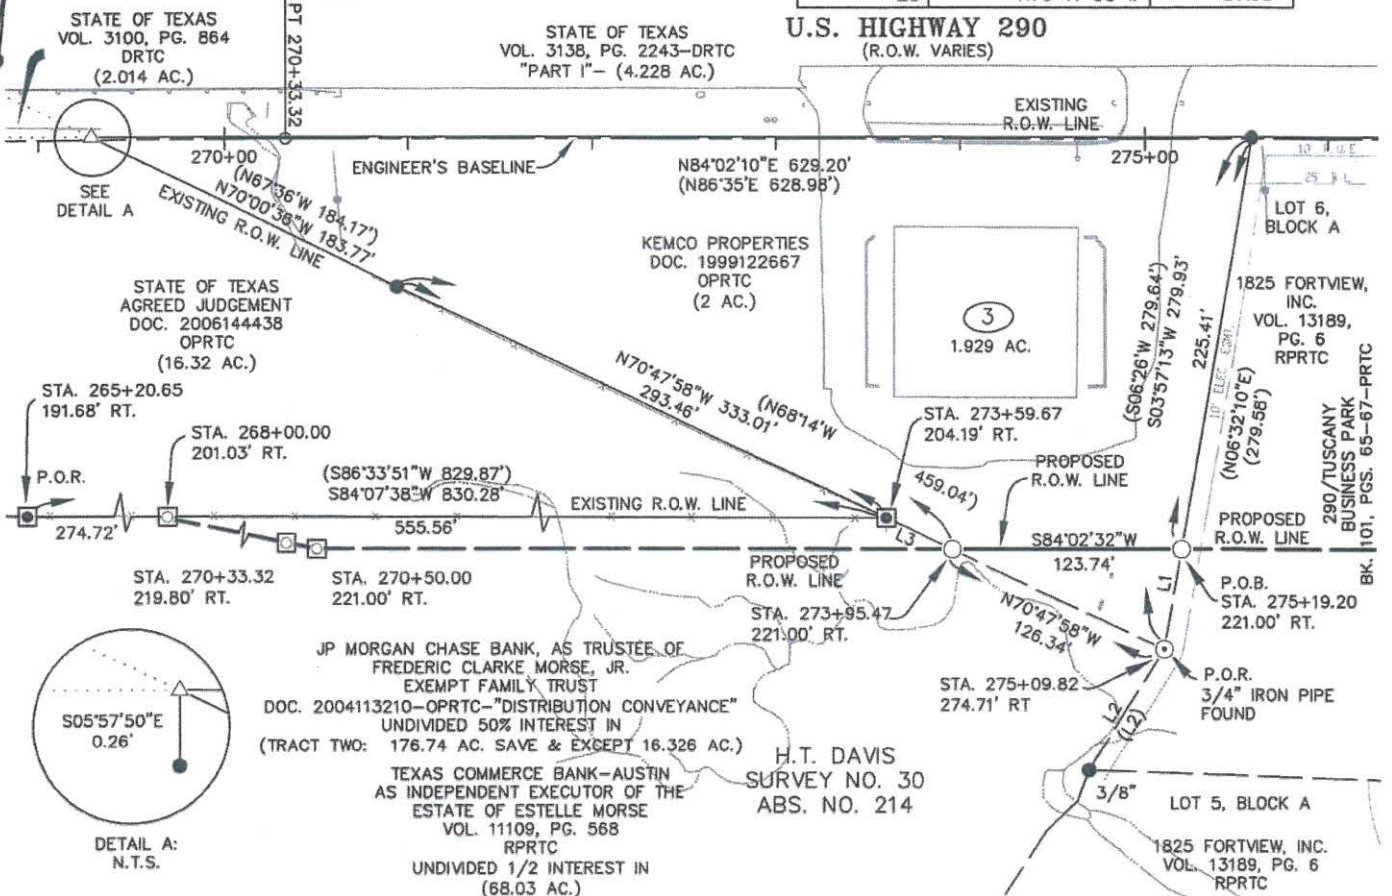 U.S. HIGHWAY 290
(R.O.W. VARIES)
STATE OF TEXAS
VOL. 3100, PG. 864
DRTC
(2.014 AC.)
PT 270+33.32
STATE OF TEXAS
VOL. 3138, PG. 2243-DRTC
"PART I"- (4.228 AC.)
EXISTING
R.O.W. LINE
270+00
ENGINEER'S BASELINE
N84°02'10"E 629.20'
(N86°35'E 628.98')
275+00
10' P.U.E
25' B.L
SEE
DETAIL A
(N67°36'W 184.17')
N70°00'36"W 183.77'
EXISTING R.O.W. LINE
LOT 6,
BLOCK A
KEMCO PROPERTIES
DOC. 1999122667
OPRTC
(2 AC.)
3
1.929 AC.
STATE OF TEXAS
AGREED JUDGEMENT
DOC. 2006144438
OPRTC
(16.32 AC.)
(S06°26'W 279.64')
S03°57'13"W 279.93'
225.41'
10' ELEC ESMT.
(N06°32'10"E)
(279.58')
1825 FORTVIEW,
INC.
VOL. 13189,
PG. 6
RPRTC
290/TUSCANY
BUSINESS PARK
BK. 101, PGS. 65-67-PRTC
N70°47'58"W 333.01'
293.46'
(N68°14'W
459.04')
STA. 265+20.65
191.68' RT.
P.O.R.
STA. 268+00.00
201.03' RT.
STA. 273+59.67
204.19' RT.
PROPOSED
R.O.W. LINE
(S86°33'51"W 829.87')
S84°07'38"W 830.28'
EXISTING R.O.W. LINE
274.72'
555.56'
L3
S84°02'32"W
123.74'
PROPOSED
R.O.W. LINE
PROPOSED
R.O.W. LINE
STA. 270+33.32
219.80' RT.
STA. 270+50.00
221.00' RT.
STA. 273+95.47
221.00' RT.
N70°47'58"W
126.34'
L1
P.O.B.
STA. 275+19.20
221.00' RT.
STA. 275+09.82
274.71' RT
P.O.R.
3/4" IRON PIPE
FOUND
L2
(L2)
3/8"
S05°57'50"E
0.26'
DETAIL A:
N.T.S.
JP MORGAN CHASE BANK, AS TRUSTEE OF
FREDERIC CLARKE MORSE, JR.
EXEMPT FAMILY TRUST
DOC. 2004113210-OPRTC-"DISTRIBUTION CONVEYANCE"
UNDIVIDED 50% INTEREST IN
(TRACT TWO: 176.74 AC. SAVE & EXCEPT 16.326 AC.)
TEXAS COMMERCE BANK-AUSTIN
AS INDEPENDENT EXECUTOR OF THE
ESTATE OF ESTELLE MORSE
VOL. 11109, PG. 568
RPRTC
UNDIVIDED 1/2 INTEREST IN
(68.03 AC.)
H.T. DAVIS
SURVEY NO. 30
ABS. NO. 214
LOT 5, BLOCK A
1825 FORTVIEW, INC.
VOL. 13189, PG. 6
RPRTC